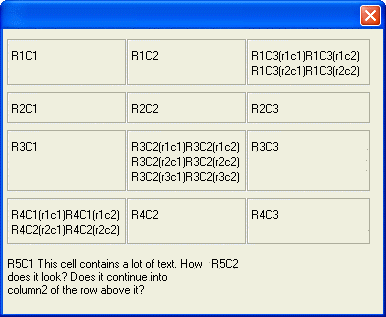 R1C1 R1C2 R1C3(r1c1)R1C3(r1c2)
R1C3(r2c1)R1C3(r2c2)
R2C1 R2C2 R2C3
R3C1 R3C2(r1c1)R3C2(r1c2) R3C3
R3C2(r2c1)R3C2(r2c2)
R3C2(r3c1)R3C2(r3c2)
R4C1(r1c1)R4C1(r1c2) R4C2 R4C3
R4C2(r2c1)R4C2(r2c2)
R5C1 This cell contains a lot of text. How R5C2
does it look? Does it continue into
column2 of the row above it?